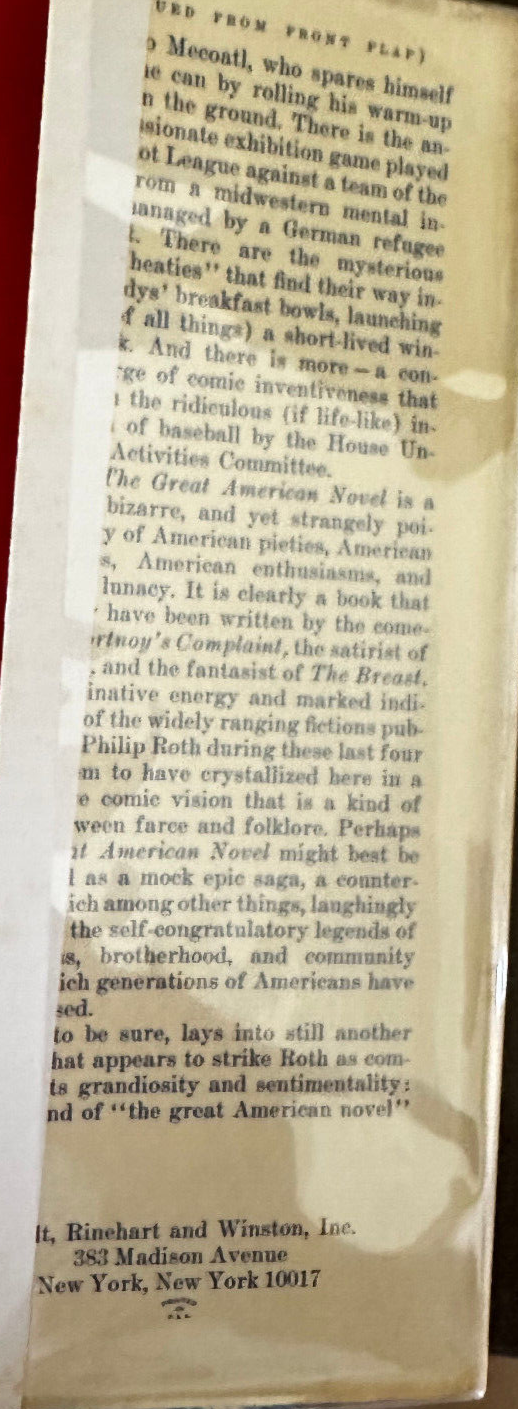 UED FROM FRONT FLAP)
o Mecoatl, who spares himself
ne can by rolling his warm-up
n the ground. There is the an-
ssionate exhibition game played
ot League against a team of the
rom a midwestern mental in-
anaged by a German refugee
t. There are the mysterious
heaties" that find their way in-
dys' breakfast bowls, launching
f all things) a short-lived win-
k. And there is more — a con-
rge of comic inventiveness that
the ridiculous (if life-like) in-
of baseball by the House Un-
Activities Committee.
The Great American Novel is a
bizarre, and yet strangely poi-
y of American pieties, American
s, American enthusiasms, and
lunacy. It is clearly a book that
have been written by the come-
rtnoy's Complaint, the satirist of
, and the fantasist of The Breast.
inative energy and marked indi-
of the widely ranging fictions pub-
Philip Roth during these last four
m to have crystallized here in a
e comic vision that is a kind of
ween farce and folklore. Perhaps
at American Novel might best be
l as a mock epic saga, a counter-
ich among other things, laughingly
the self-congratulatory legends of
ss, brotherhood, and community
ich generations of Americans have
sed.
to be sure, lays into still another
hat appears to strike Roth as com-
ts grandiosity and sentimentality:
nd of "the great American novel"
lt, Rinehart and Winston, Inc.
383 Madison Avenue
New York, New York 10017